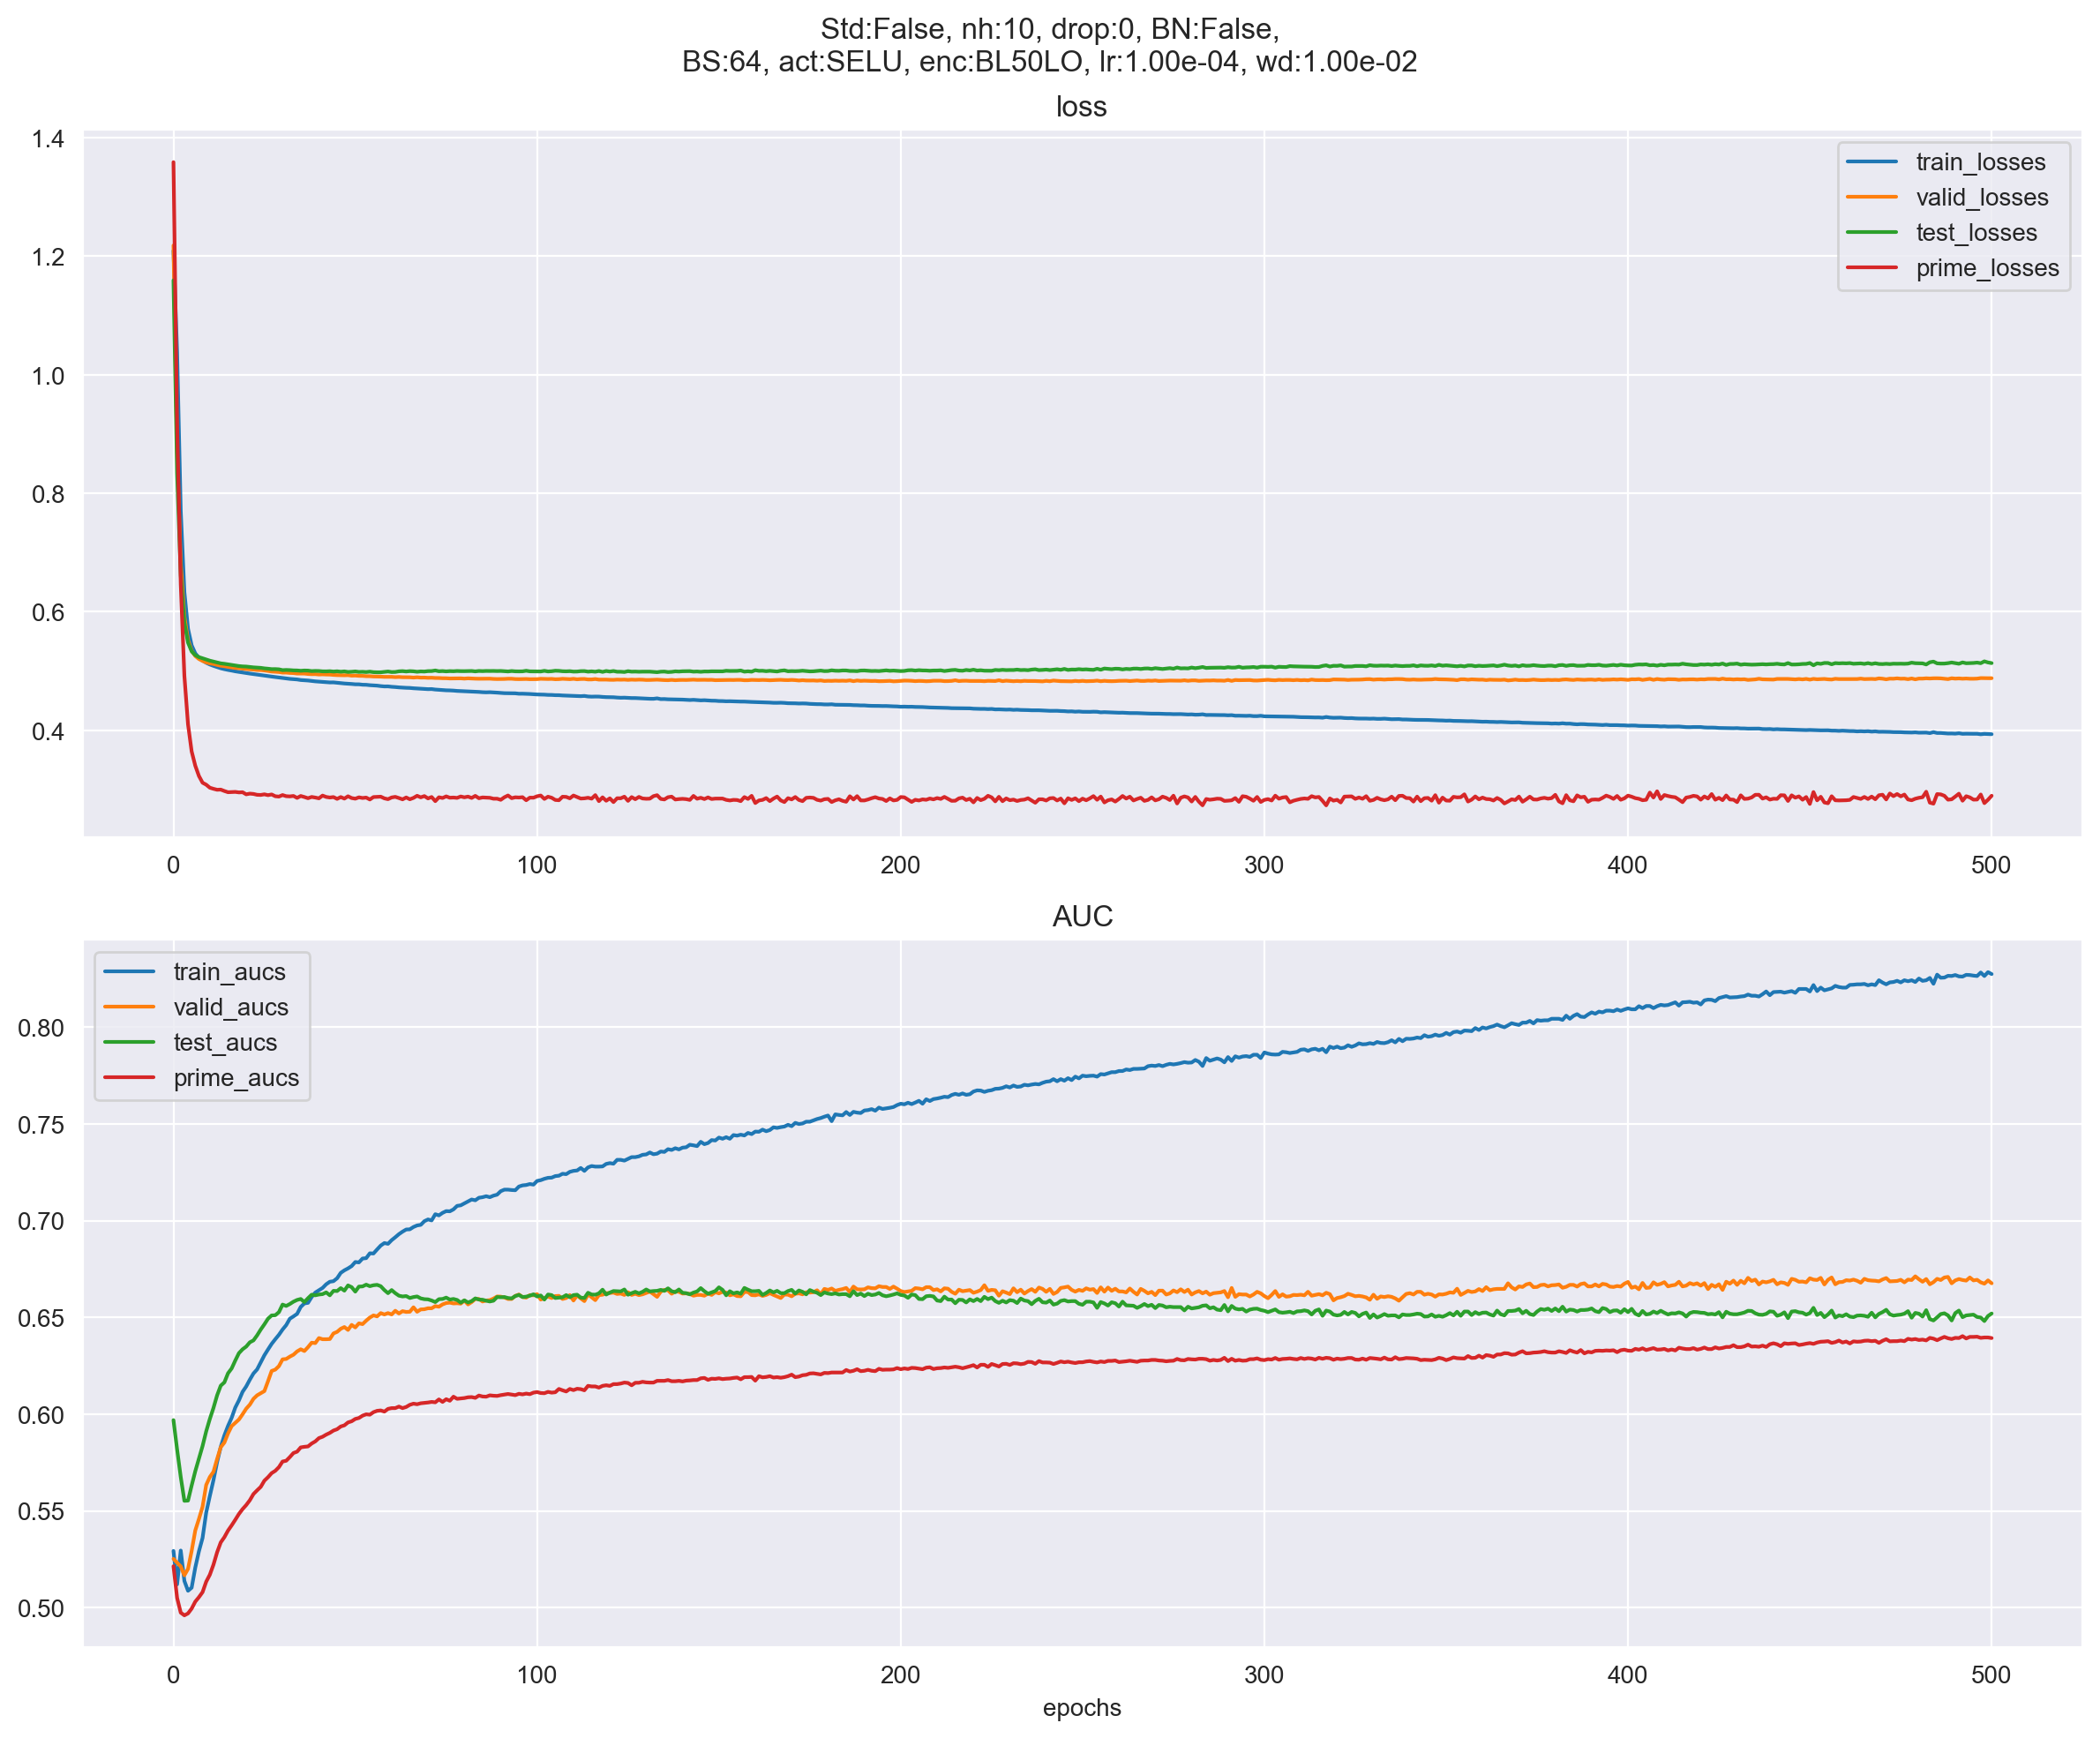 Std:False, nh:10, drop:0, BN:False,
BS:64, act:SELU, enc:BL50LO, lr:1.00e-04, wd:1.00e-02
loss
1.4
1.2
1.0
0.8
0.6
0.4
train_losses
valid_losses
test_losses
prime_losses
0 100 200 300 400 500
AUC
train_aucs
valid_aucs
test_aucs
prime_aucs
0.80
0.75
0.70
0.65
0.60
0.55
0.50
0 100 200 300 400 500
epochs